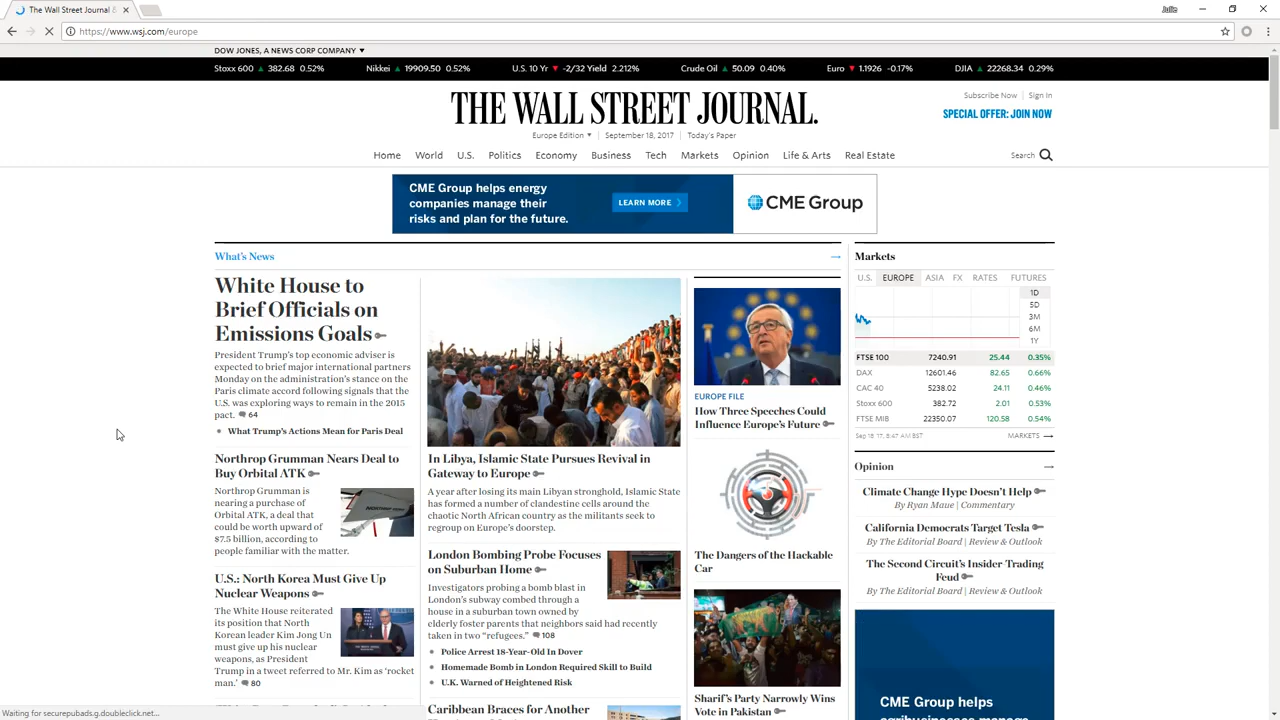 The Wall Street Journal &
Julie
https://www.wsj.com/europe
DOW JONES, A NEWS CORP COMPANY
Stoxx 600 382.68 0.52% Nikkei 19909.50 0.52% U.S. 10 Yr -2/32 Yield 2.212% Crude Oil 50.09 0.40% Euro 1.1926 -0.17% DJIA 22268.34 0.29%
Subscribe Now | Sign In
SPECIAL OFFER: JOIN NOW
THE WALL STREET JOURNAL.
Europe Edition | September 18, 2017 | Today's Paper
Home World U.S. Politics Economy Business Tech Markets Opinion Life & Arts Real Estate
Search
CME Group helps energy
companies manage their
risks and plan for the future.
LEARN MORE
CME Group
What's News
White House to
Brief Officials on
Emissions Goals
President Trump's top economic adviser is
expected to brief major international partners
Monday on the administration's stance on the
Paris climate accord following signals that the
U.S. was exploring ways to remain in the 2015
pact. 64
What Trump's Actions Mean for Paris Deal
Northrop Grumman Nears Deal to
Buy Orbital ATK
Northrop Grumman is
nearing a purchase of
Orbital ATK, a deal that
could be worth upward of
$7.5 billion, according to
people familiar with the matter.
U.S.: North Korea Must Give Up
Nuclear Weapons
The White House reiterated
its position that North
Korean leader Kim Jong Un
must give up his nuclear
weapons, as President
Trump in a tweet referred to Mr. Kim as 'rocket
man.' 80
In Libya, Islamic State Pursues Revival in
Gateway to Europe
A year after losing its main Libyan stronghold, Islamic State
has formed a number of clandestine cells around the
chaotic North African country as the militants seek to
regroup on Europe's doorstep.
London Bombing Probe Focuses
on Suburban Home
Investigators probing a bomb blast in
London's subway combed through a
house in a suburban town owned by
elderly foster parents that neighbors said had recently
taken in two "refugees." 108
Police Arrest 18-Year-Old In Dover
Homemade Bomb in London Required Skill to Build
U.K. Warned of Heightened Risk
Caribbean Braces for Another
EUROPE FILE
How Three Speeches Could
Influence Europe's Future
The Dangers of the Hackable
Car
Sharif's Party Narrowly Wins
Vote in Pakistan
Markets
U.S. EUROPE ASIA FX RATES FUTURES
1D
5D
3M
6M
1Y
FTSE 100 7240.91 25.44 0.35%
DAX 12601.46 82.65 0.66%
CAC 40 5238.02 24.11 0.46%
Stoxx 600 382.72 2.01 0.53%
FTSE MIB 22350.07 120.58 0.54%
Sep 18 '17, 8:47 AM BST
MARKETS
Opinion
Climate Change Hype Doesn't Help
By Ryan Maue | Commentary
California Democrats Target Tesla
By The Editorial Board | Review & Outlook
The Second Circuit's Insider-Trading
Feud
By The Editorial Board | Review & Outlook
CME Group helps
Waiting for securepubads.g.doubleclick.net...